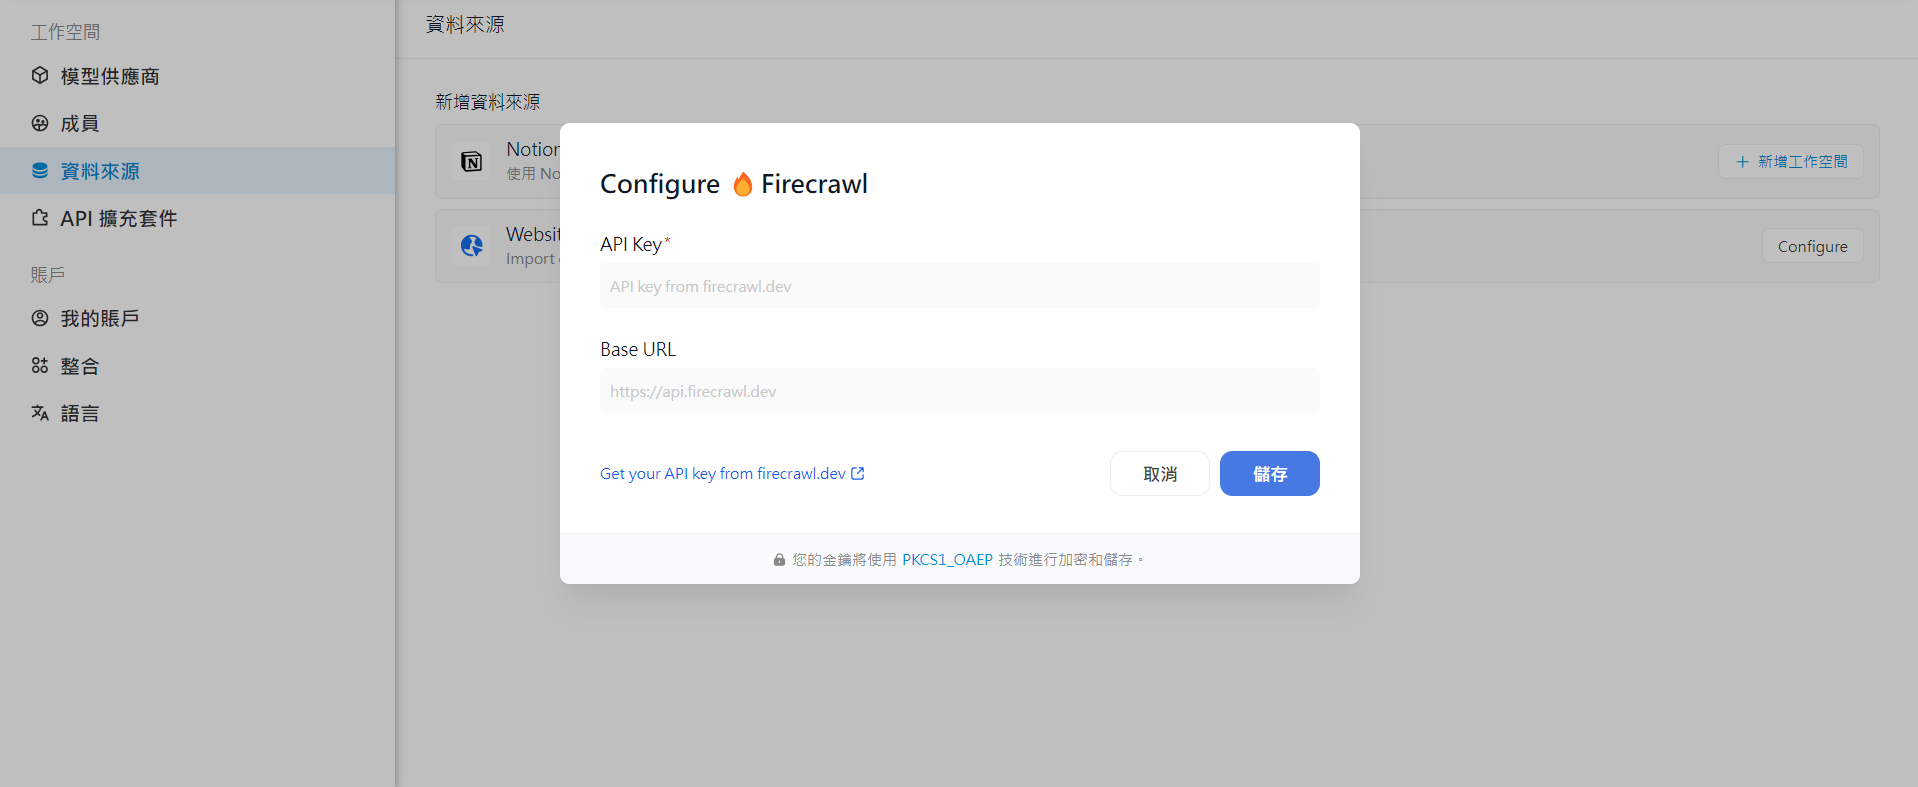 工作空間
模型供應商
成員
資料來源
API 擴充套件
賬戶
我的賬戶
整合
語言
資料來源
新增資料來源
Notion
使用 No
新增工作空間
Websit
Import
Configure
Configure 🔥 Firecrawl
API Key*
API key from firecrawl.dev
Base URL
https://api.firecrawl.dev
Get your API key from firecrawl.dev
取消
儲存
您的金鑰將使用 PKCS1_OAEP 技術進行加密和儲存。